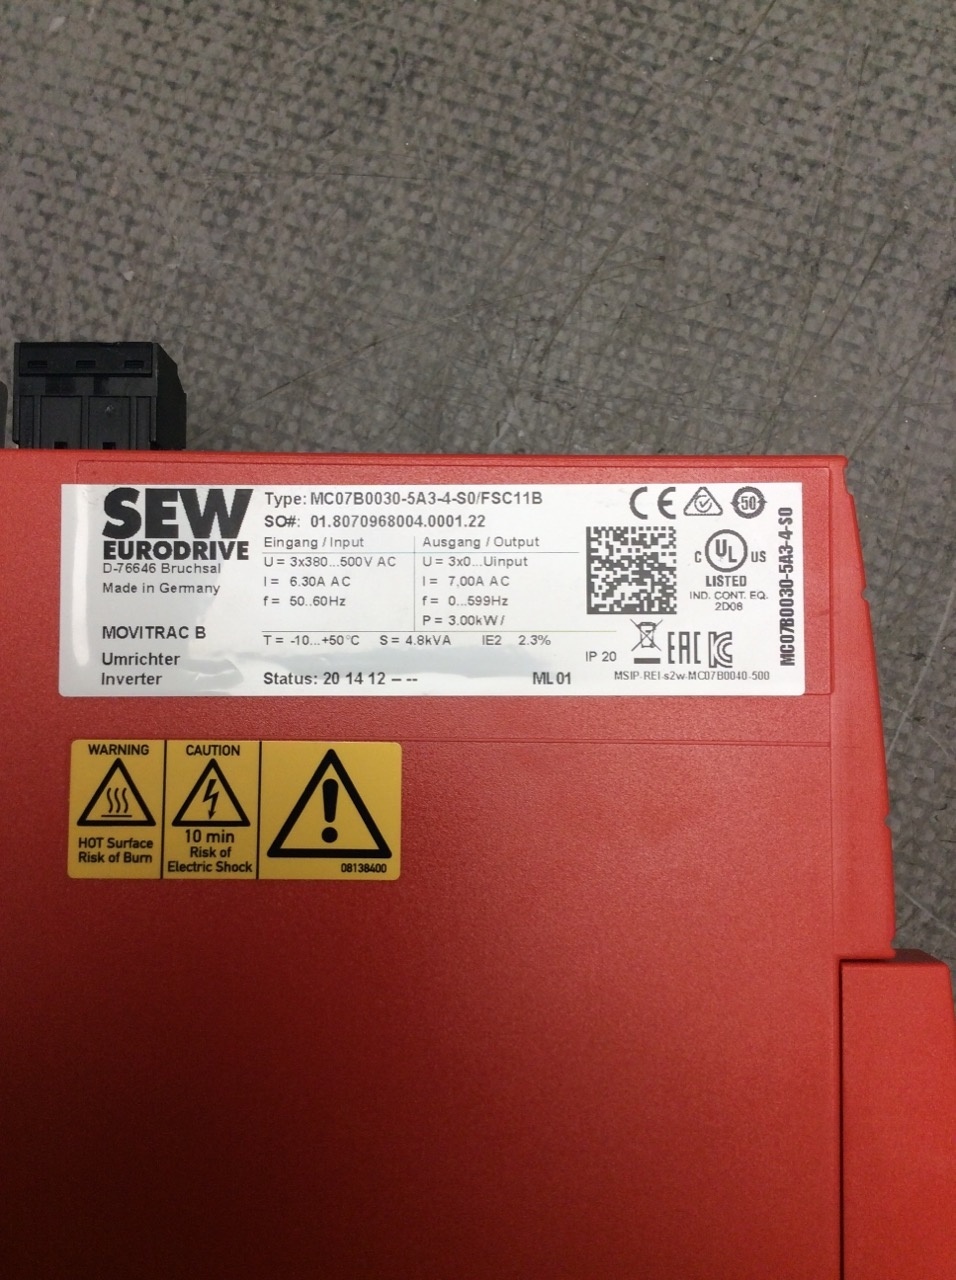 SEW
EURODRIVE
D-76646 Bruchsal
Made in Germany
MOVITRAC B
Umrichter
Inverter
Type: MC07B0030-5A3-4-S0/FSC11B
SO#: 01.8070968004.0001.22
Eingang / Input
U = 3x380...500V AC
I = 6.30A AC
f = 50..60Hz
Ausgang / Output
U = 3x0...Uinput
I = 7,00A AC
f = 0...599Hz
P = 3.00kW/
T = -10...+50°C S = 4.8kVA IE2 2.3%
Status: 20 14 12 – -- ML 01
CE 50
C UL US
LISTED
IND. CONT. EQ.
2D08
IP 20 EAC
MSIP-REI-s2w-MC07B0040-500
MC07B0030-5A3-4-S0
WARNING
HOT Surface
Risk of Burn
CAUTION
10 min
Risk of
Electric Shock
08138400